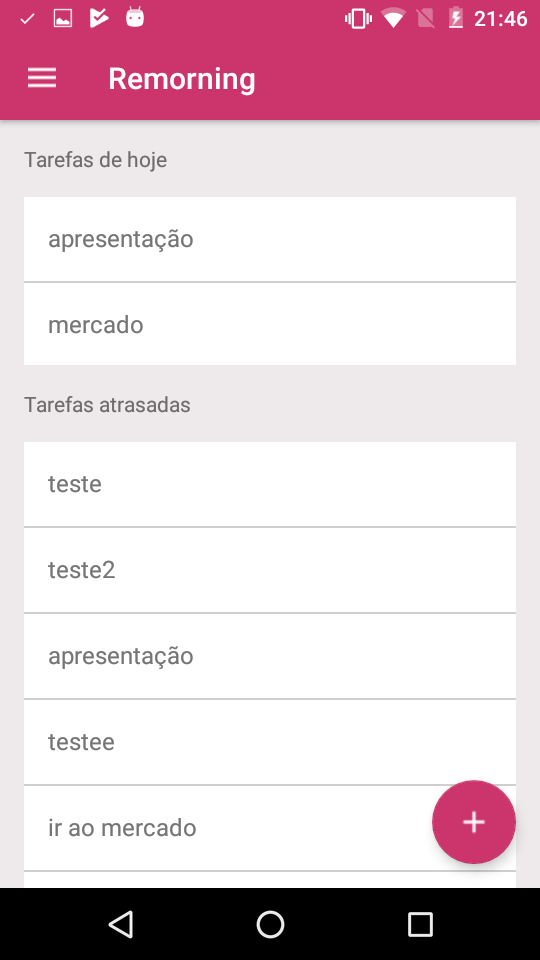 21:46
Remorning
Tarefas de hoje
apresentação
mercado
Tarefas atrasadas
teste
teste2
apresentação
testee
ir ao mercado